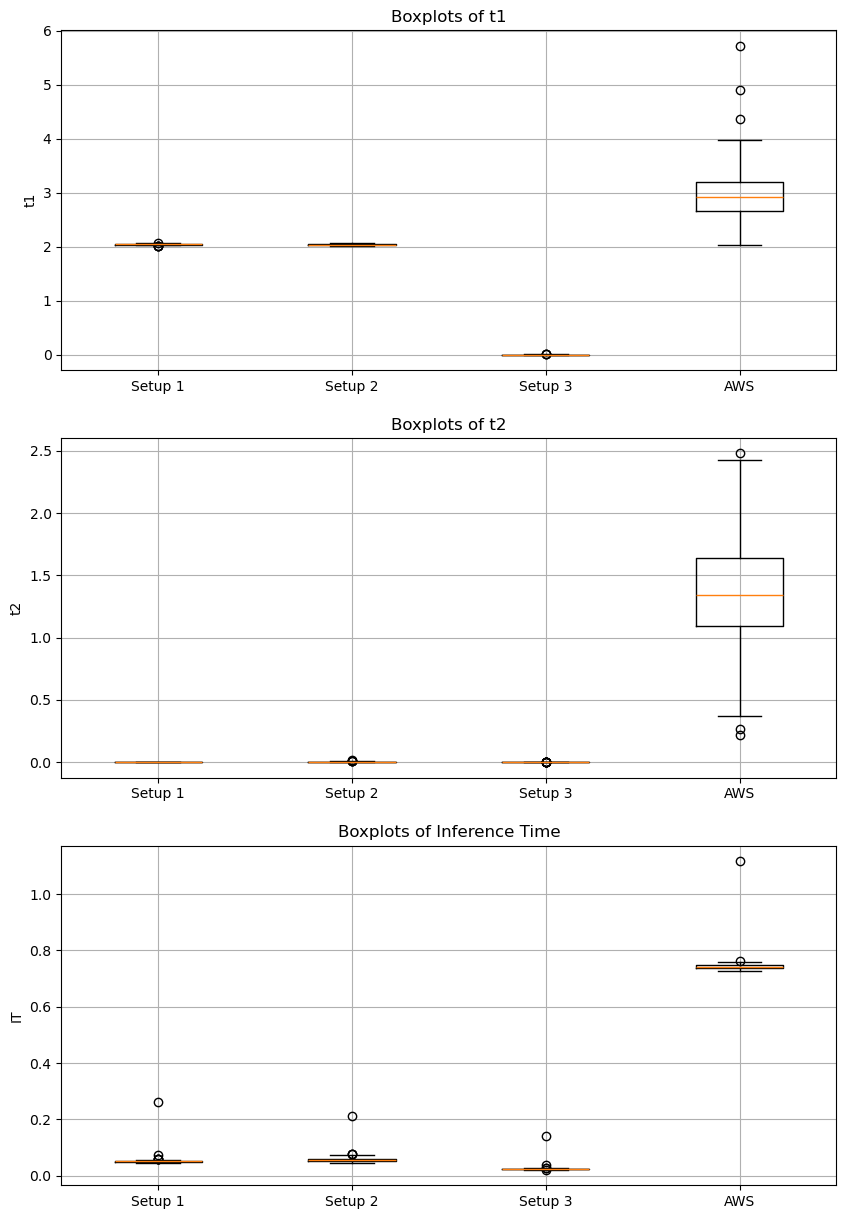 Boxplots of t1
6
5
4
3
2
1
0
t1
Setup 1 Setup 2 Setup 3 AWS
Boxplots of t2
2.5
2.0
1.5
1.0
0.5
0.0
t2
Setup 1 Setup 2 Setup 3 AWS
Boxplots of Inference Time
1.0
0.8
0.6
0.4
0.2
0.0
IT
Setup 1 Setup 2 Setup 3 AWS